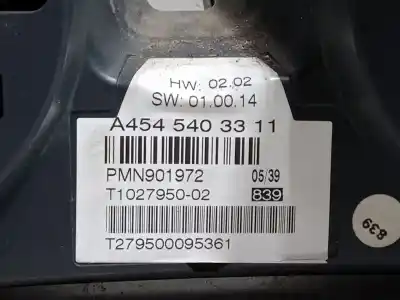 HW: 02.02
SW: 01.00.14
A454 540 33 11
PMN901972 05/39
T1027950-02 839
T279500095361
839